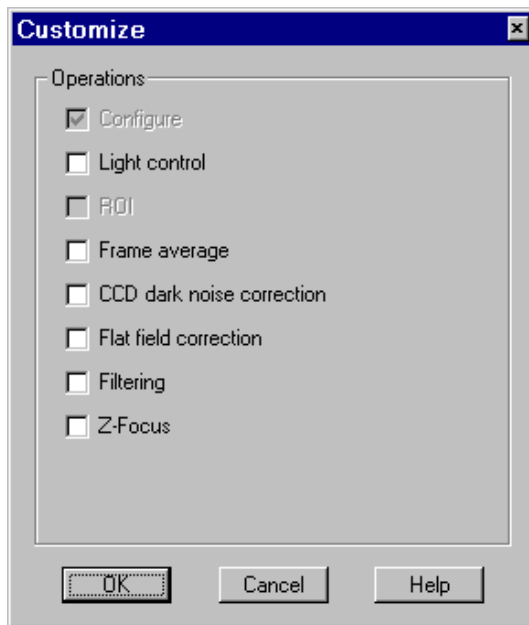 Customize
Operations
Configure
Light control
ROI
Frame average
CCD dark noise correction
Flat field correction
Filtering
Z-Focus
OK Cancel Help